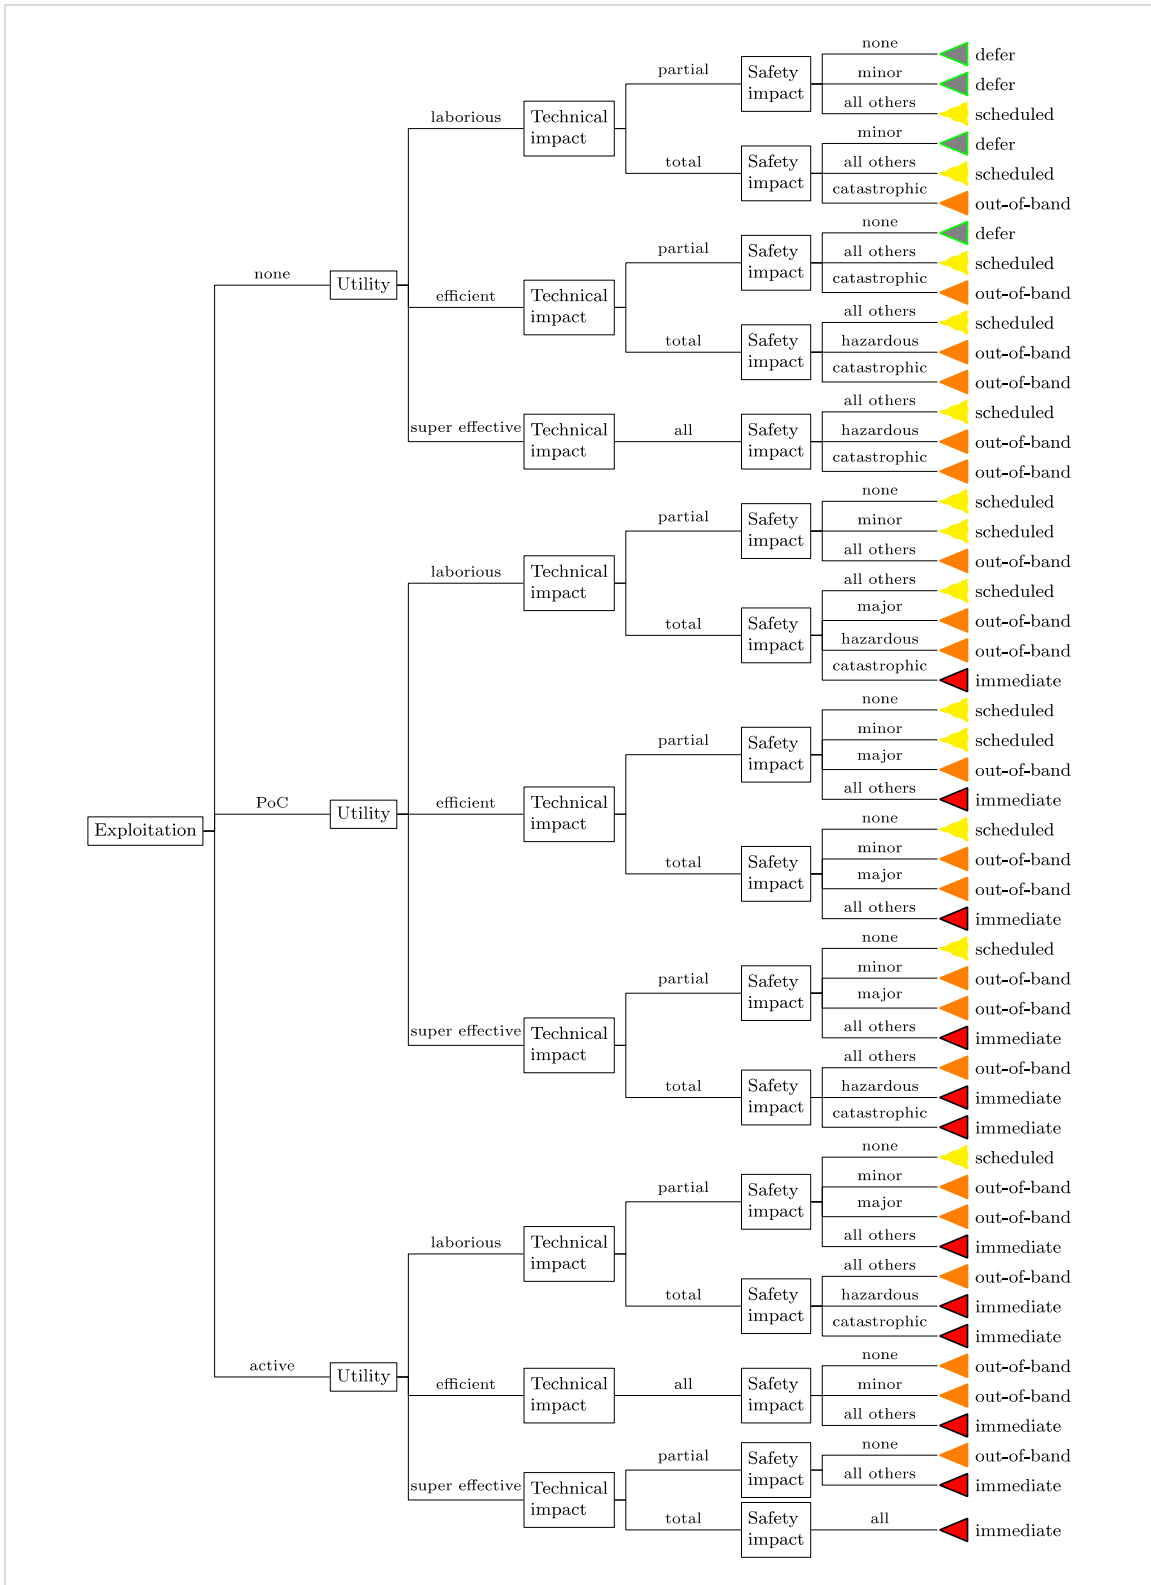 none
defer
partial
Safety
impact
minor
defer
all others
scheduled
laborious
Technical
impact
minor
defer
total
Safety
impact
all others
scheduled
catastrophic
out-of-band
none
defer
partial
Safety
impact
all others
scheduled
catastrophic
out-of-band
none
Utility
efficient
Technical
impact
all others
scheduled
total
Safety
impact
hazardous
out-of-band
catastrophic
out-of-band
all others
scheduled
super effective
Technical
impact
all
Safety
impact
hazardous
out-of-band
catastrophic
out-of-band
none
scheduled
partial
Safety
impact
minor
scheduled
all others
out-of-band
laborious
Technical
impact
all others
scheduled
major
out-of-band
total
Safety
impact
hazardous
out-of-band
catastrophic
immediate
none
scheduled
partial
Safety
impact
minor
scheduled
major
out-of-band
all others
immediate
Exploitation
PoC
Utility
efficient
Technical
impact
none
scheduled
minor
out-of-band
total
Safety
impact
major
out-of-band
all others
immediate
none
scheduled
partial
Safety
impact
minor
out-of-band
major
out-of-band
all others
immediate
super effective
Technical
impact
all others
out-of-band
total
Safety
impact
hazardous
immediate
catastrophic
immediate
none
scheduled
partial
Safety
impact
minor
out-of-band
major
out-of-band
all others
immediate
laborious
Technical
impact
all others
out-of-band
total
Safety
impact
hazardous
immediate
catastrophic
immediate
active
Utility
efficient
Technical
impact
all
Safety
impact
none
out-of-band
minor
out-of-band
all others
immediate
super effective
Technical
impact
partial
Safety
impact
none
out-of-band
all others
immediate
total
Safety
impact
all
immediate